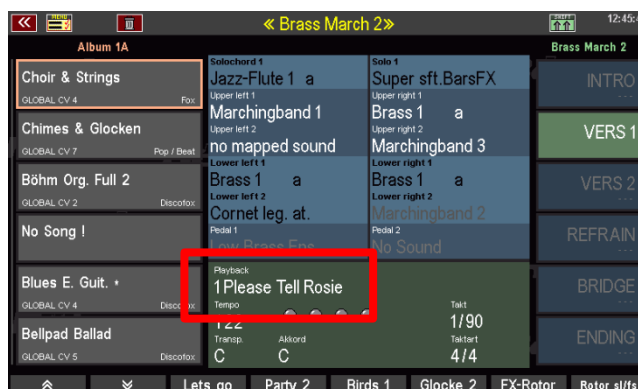 MENU
« Brass March 2»
SHIFT
12:45:4
Album 1A
Brass March 2
Choir & Strings
GLOBAL CV 4 Fox
Chimes & Glocken
GLOBAL CV 7 Pop / Beat
Böhm Org. Full 2
GLOBAL CV 2 Discofox
No Song !
Blues E. Guit. *
GLOBAL CV 4 Discofox
Bellpad Ballad
GLOBAL CV 5 Discofox
Solochord 1
Jazz-Flute 1 a
Solo 1
Super sft.BarsFX
Upper left 1
Marchingband 1
Upper right 1
Brass 1 a
Upper left 2
no mapped sound
Upper right 2
Marchingband 3
Lower left 1
Brass 1 a
Lower right 1
Brass 1 a
Lower left 2
Cornet leg. at.
Lower right 2
Marchingband 2
Pedal 1
Low Brass Ens
Pedal 2
No Sound
Playback
1Please Tell Rosie
Tempo
122
Takt
1/90
Transp.
C
Akkord
C
Taktart
4/4
INTRO
---
VERS 1
VERS 2
---
REFRAIN
---
BRIDGE
---
ENDING
---
Lets go Party 2 Birds 1 Glocke 2 FX-Rotor Rotor sl/fs